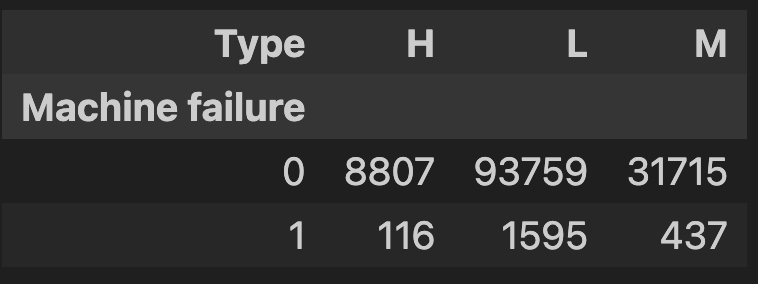 Type H L M
Machine failure
0 8807 93759 31715
1 116 1595 437